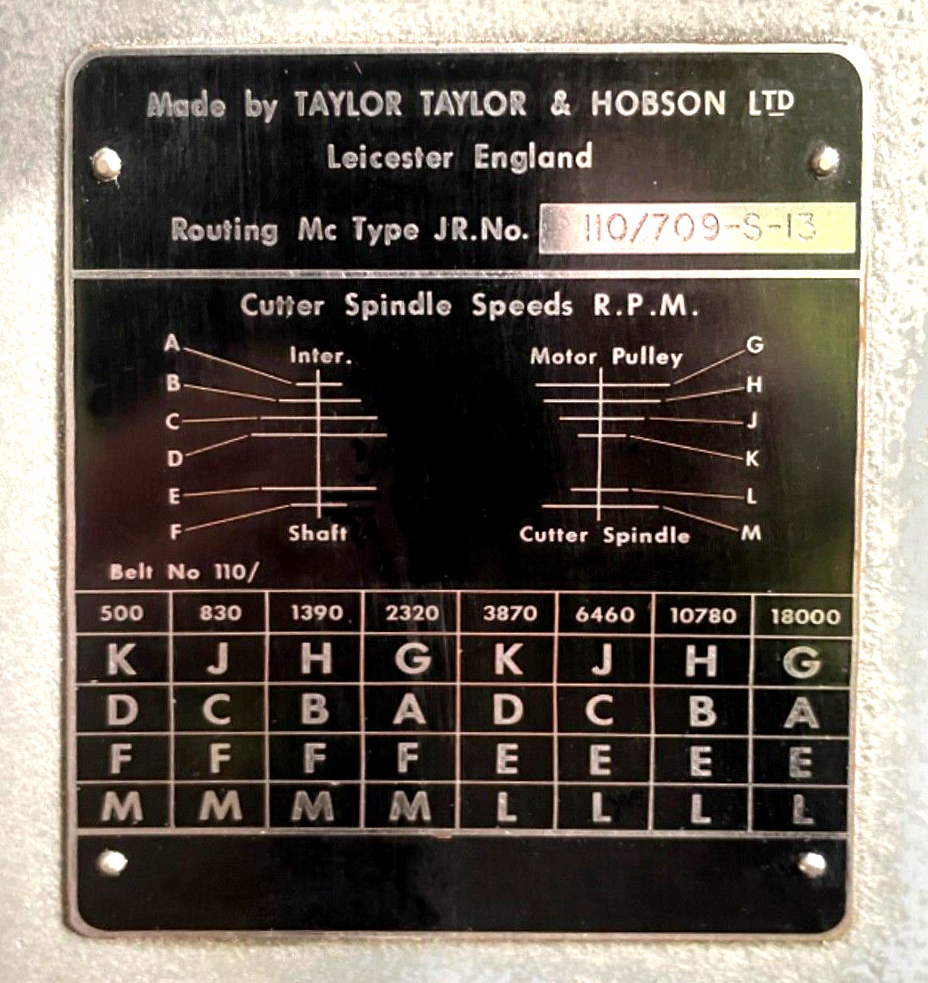 Made by TAYLOR TAYLOR & HOBSON LTD
Leicester England
Routing Mc Type JR.No. 110/709-S-13
Cutter Spindle Speeds R.P.M.
A Inter. Motor Pulley G
B H
C J
D K
E L
F Shaft Cutter Spindle M
Belt No 110/
500 830 1390 2320 3870 6460 10780 18000
K J H G K J H G
D C B A D C B A
F F F F E E E E
M M M M L L L L